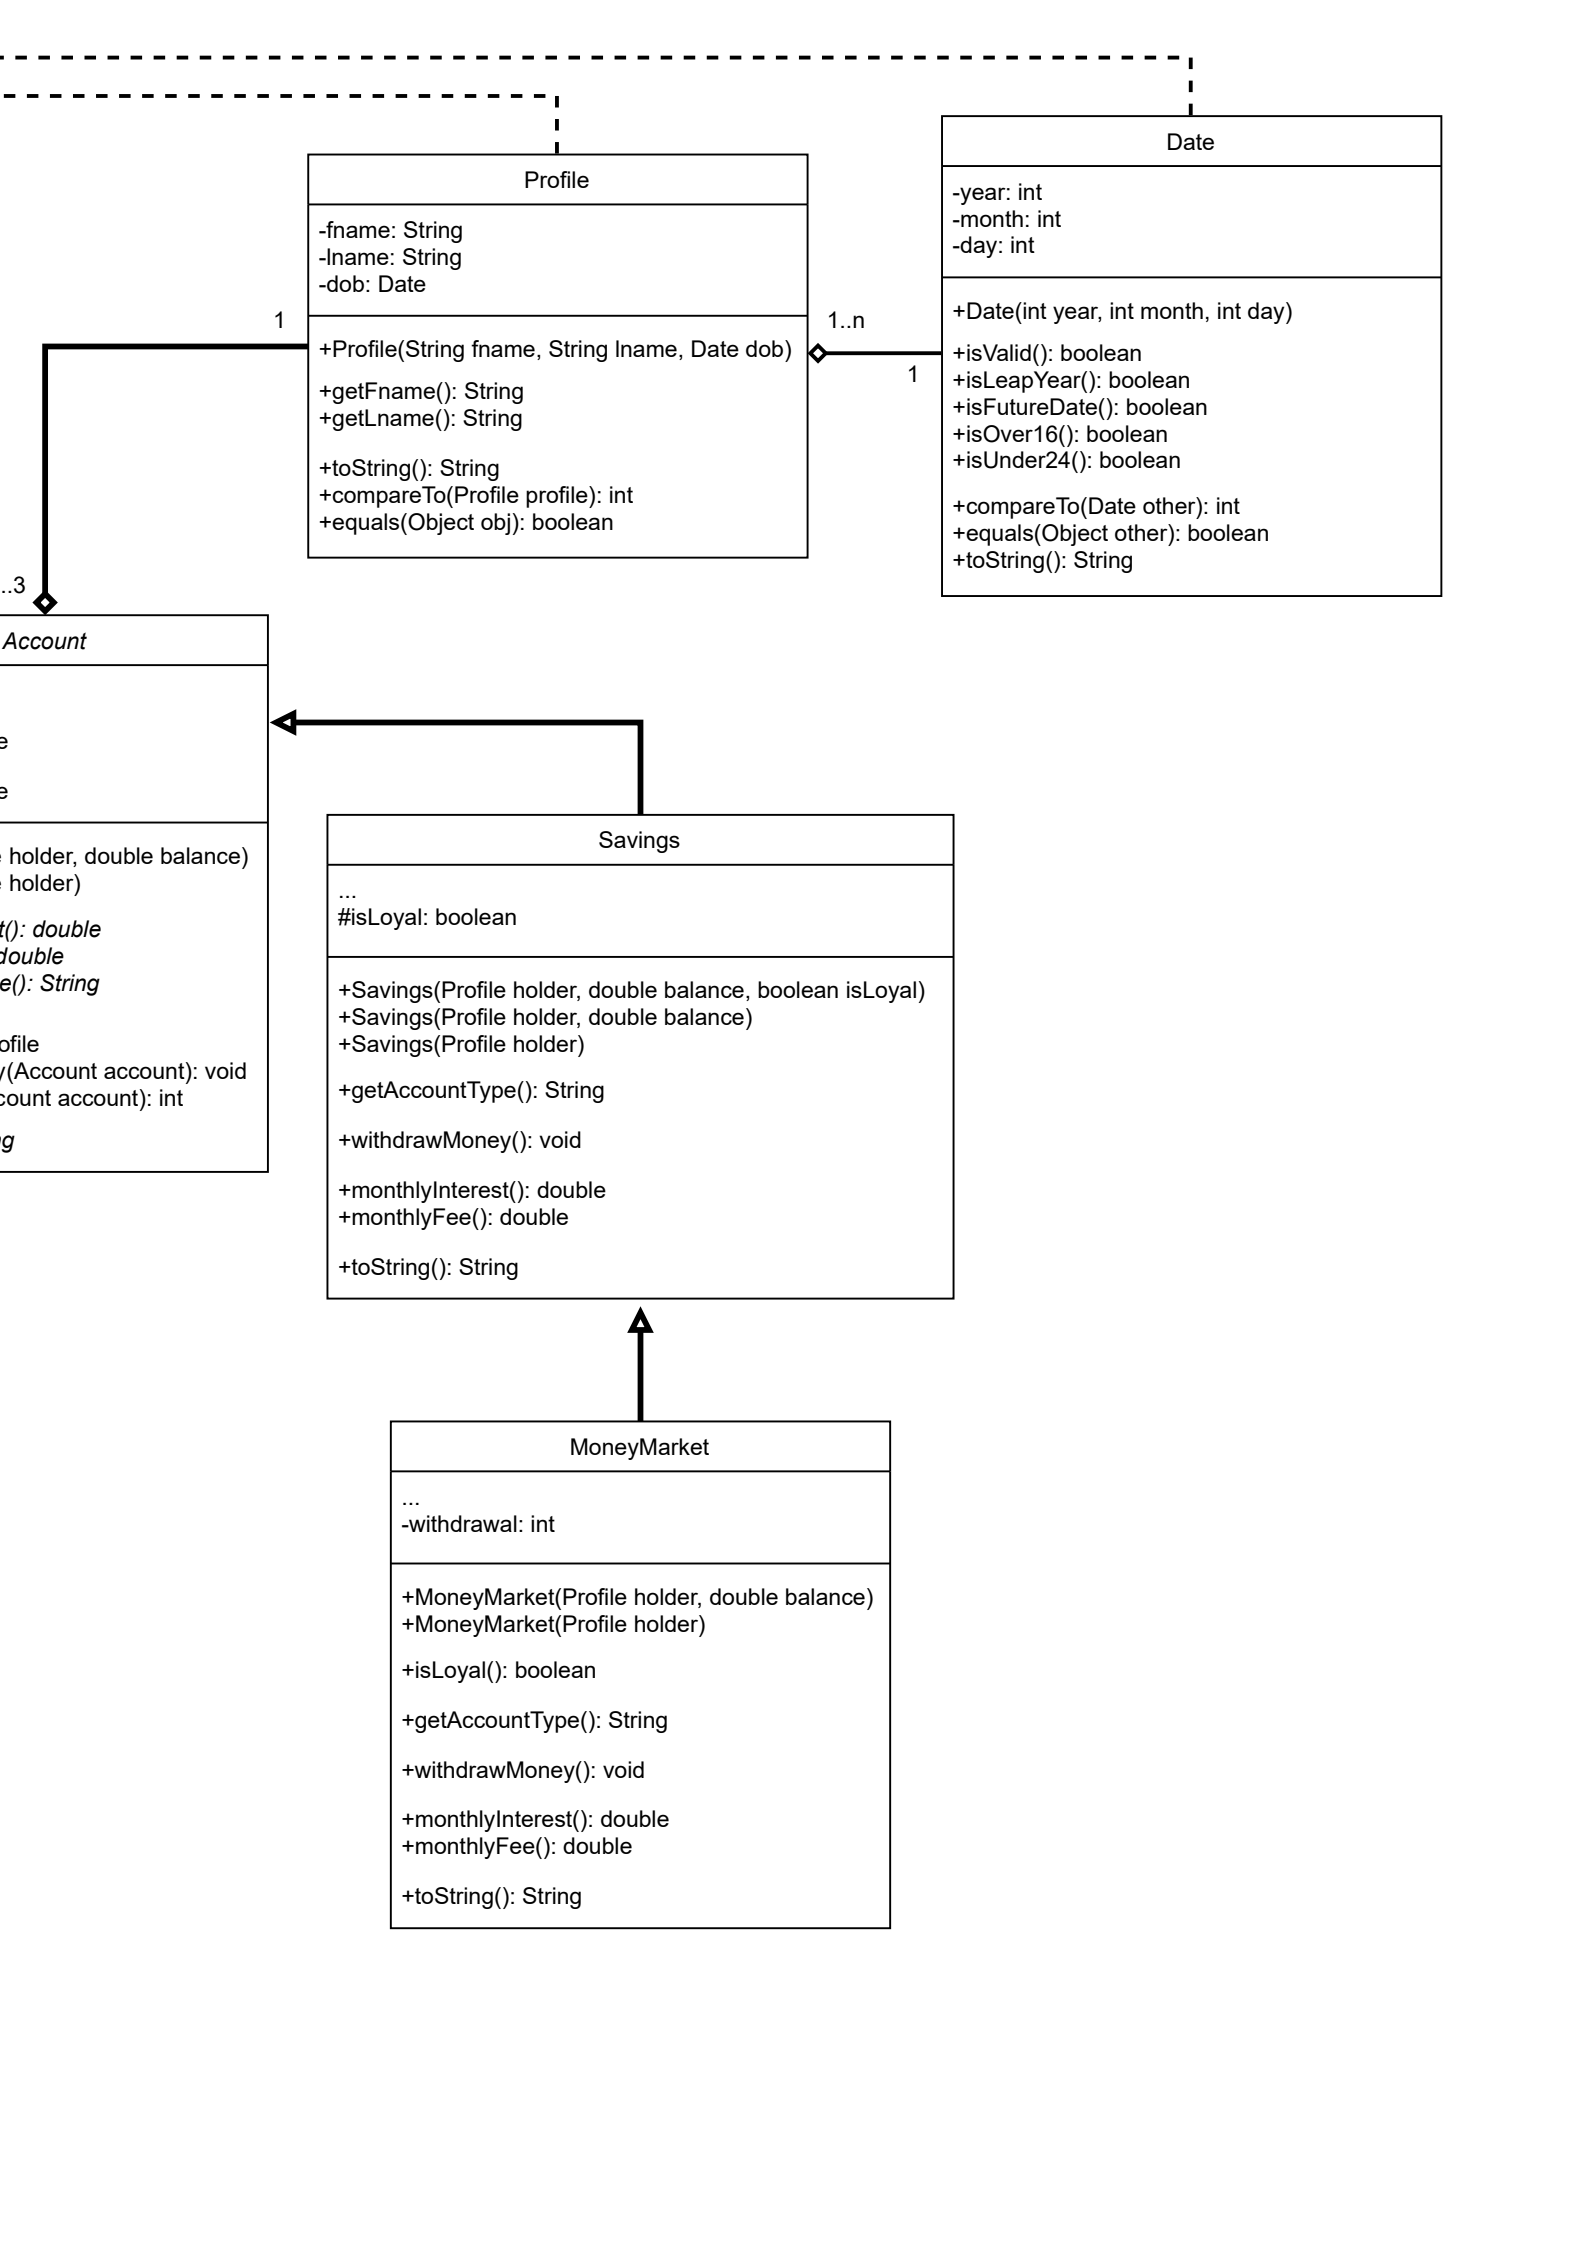 Date
-year: int
-month: int
-day: int
+Date(int year, int month, int day)
+isValid(): boolean
+isLeapYear(): boolean
+isFutureDate(): boolean
+isOver16(): boolean
+isUnder24(): boolean
+compareTo(Date other): int
+equals(Object other): boolean
+toString(): String
Profile
-fname: String
-lname: String
-dob: Date
+Profile(String fname, String lname, Date dob)
+getFname(): String
+getLname(): String
+toString(): String
+compareTo(Profile profile): int
+equals(Object obj): boolean
1
1..n
1
..3
Account
e
e
holder, double balance)
holder)
t(): double
double
e(): String
ofile
y(Account account): void
count account): int
Savings
...
#isLoyal: boolean
+Savings(Profile holder, double balance, boolean isLoyal)
+Savings(Profile holder, double balance)
+Savings(Profile holder)
+getAccountType(): String
+withdrawMoney(): void
+monthlyInterest(): double
+monthlyFee(): double
+toString(): String
MoneyMarket
...
-withdrawal: int
+MoneyMarket(Profile holder, double balance)
+MoneyMarket(Profile holder)
+isLoyal(): boolean
+getAccountType(): String
+withdrawMoney(): void
+monthlyInterest(): double
+monthlyFee(): double
+toString(): String